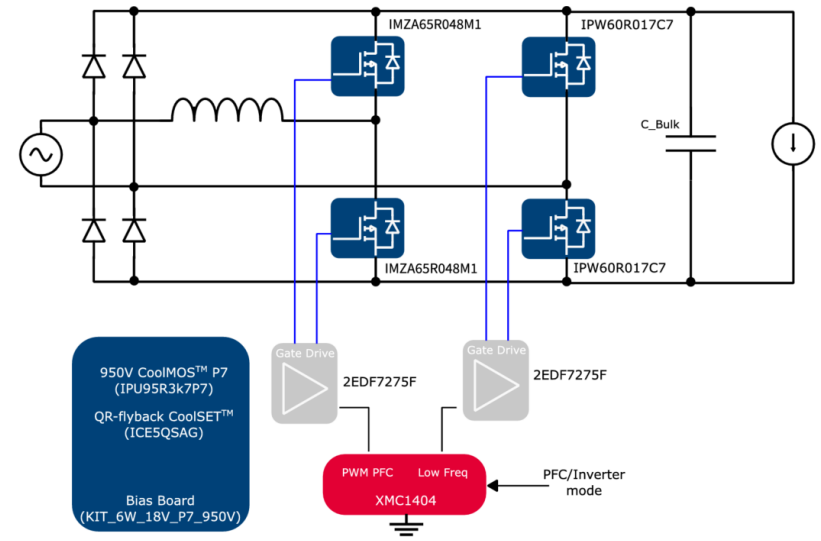 IMZA65R048M1
IPW60R017C7
C_Bulk
IMZA65R048M1
IPW60R017C7
Gate Drive
2EDF7275F
Gate Drive
2EDF7275F
950V CoolMOS™ P7
(IPU95R3k7P7)
QR-flyback CoolSET™
(ICE5QSAG)
Bias Board
(KIT_6W_18V_P7_950V)
PWM PFC
Low Freq
XMC1404
PFC/Inverter
mode